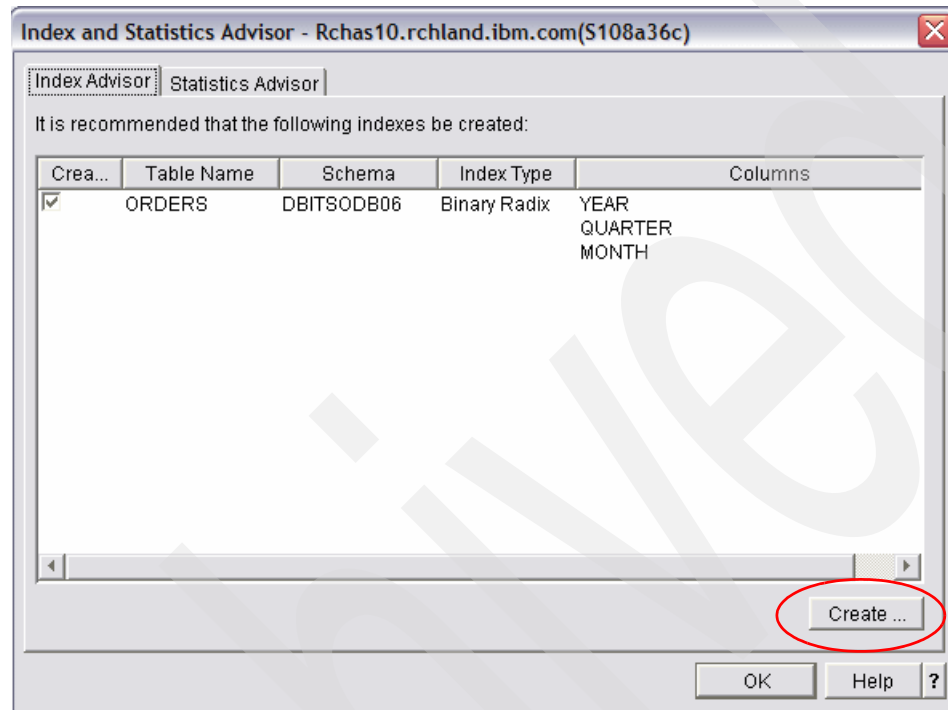 Index and Statistics Advisor - Rchas10.rchland.ibm.com(S108a36c)
Index Advisor Statistics Advisor
It is recommended that the following indexes be created:
Crea... Table Name Schema Index Type Columns
ORDERS DBITSODB06 Binary Radix YEAR
QUARTER
MONTH
Create ...
OK Help ?